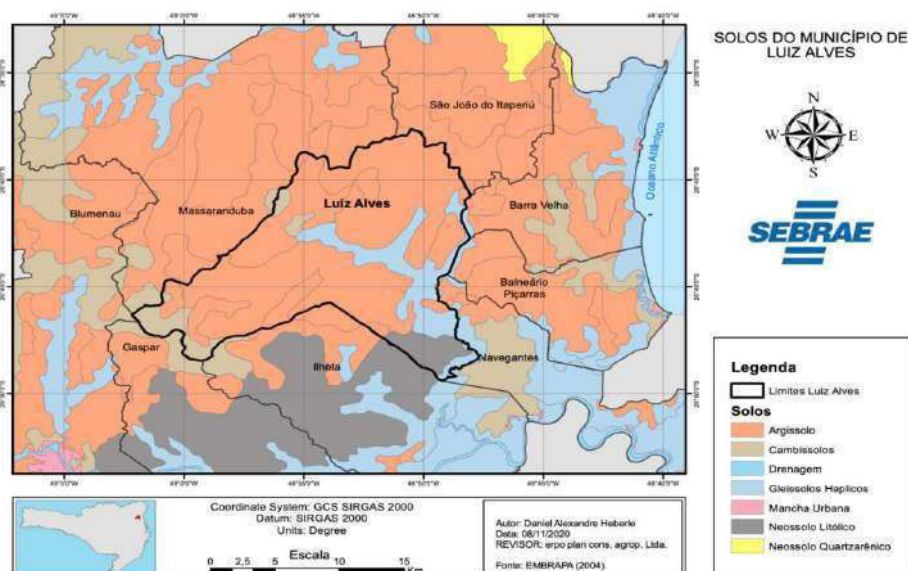 SOLOS DO MUNICÍPIO DE
LUIZ ALVES
N
W E
S
SEBRAE
São João do Itaperiú
Oceano Atlântico
Luiz Alves
Blumenau
Massaranduba
Barra Velha
Balneário
Piçarras
Gaspar
Ilhota
Navegantes
Legenda
Limites Luiz Alves
Solos
Argissolo
Cambissolos
Drenagem
Gleissolos Haplicos
Mancha Urbana
Neossolo Litólico
Neossolo Quartzarênico
Coordinate System: GCS SIRGAS 2000
Datum: SIRGAS 2000
Units: Degree
Escala
0 2,5 5 10 15
Km
Autor: Daniel Alexandre Heberle
Data: 08/11/2020
REVISOR: erpo plan cons. agrop. Ltda.
Fonte: EMBRAPA (2004).